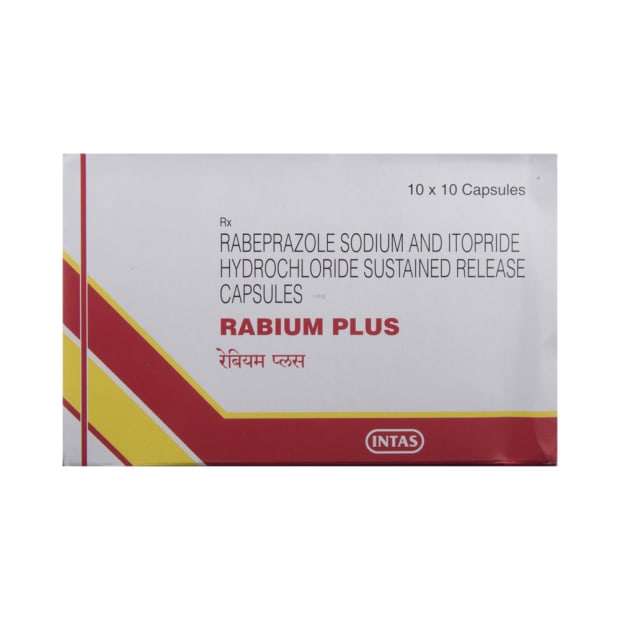 10 x 10 Capsules
Rx
RABEPRAZOLE SODIUM AND ITOPRIDE
HYDROCHLORIDE SUSTAINED RELEASE
CAPSULES
RABIUM PLUS
रेबियम प्लस
INTAS